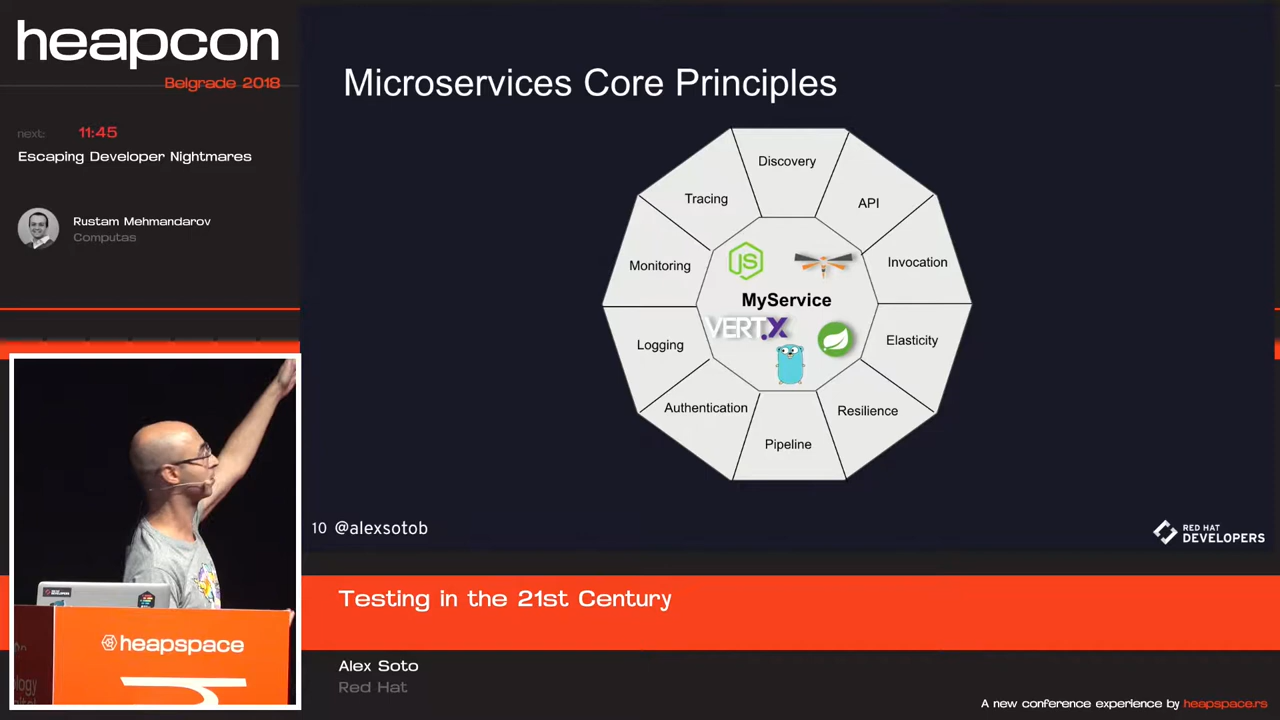 heapcon
Belgrade 2018
next: 11:45
Escaping Developer Nightmares
Rustam Mehmandarov
Computas
Microservices Core Principles
Discovery
Tracing
API
Monitoring
Invocation
JS
MyService
VERT.X
Logging
Elasticity
Authentication
Resilience
Pipeline
10 @alexsotob
RED HAT
DEVELOPERS
Testing in the 21st Century
heapspace
Alex Soto
Red Hat
A new conference experience by heapspace.rs